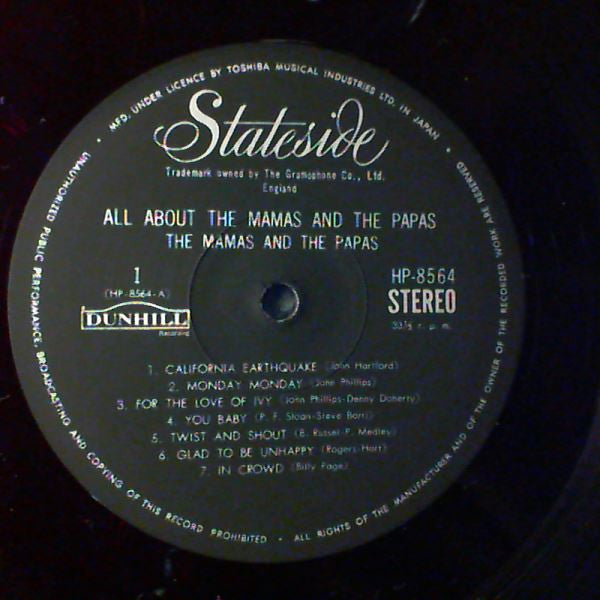 MFD. UNDER LICENCE BY TOSHIBA MUSICAL INDUSTRIES LTD. IN JAPAN
Stateside
Trademark owned by The Gramophone Co., Ltd.
England
ALL ABOUT THE MAMAS AND THE PAPAS
THE MAMAS AND THE PAPAS
I
(HP-8564-A)
DUNHILL
Recording
HP-8564
STEREO
33⅓ r. p. m.
1. CALIFORNIA EARTHQUAKE (John Hartford)
2. MONDAY MONDAY (John Phillips)
3. FOR THE LOVE OF IVY (John Phillips-Denny Doherty)
4. YOU BABY (P. F. Sloan-Steve Barri)
5. TWIST AND SHOUT (B. Russel-P. Medley)
6. GLAD TO BE UNHAPPY (Rogers-Hart)
7. IN CROWD (Billy Page)
UNAUTHORIZED PUBLIC PERFORMANCE, BROADCASTING AND COPYING OF THIS RECORD PROHIBITED • ALL RIGHTS OF THE MANUFACTURER AND OF THE OWNER OF THE RECORDED WORK ARE RESERVED